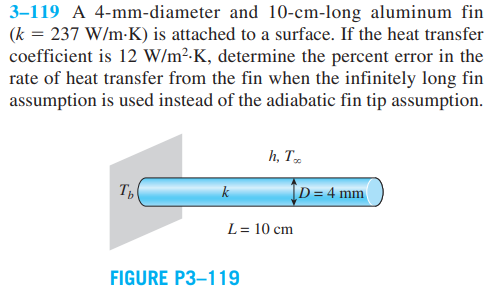 3–119 A 4-mm-diameter and 10-cm-long aluminum fin
(k = 237 W/m·K) is attached to a surface. If the heat transfer
coefficient is 12 W/m²·K, determine the percent error in the
rate of heat transfer from the fin when the infinitely long fin
assumption is used instead of the adiabatic fin tip assumption.
h, T∞
Tb
k
D = 4 mm
L = 10 cm
FIGURE P3–119